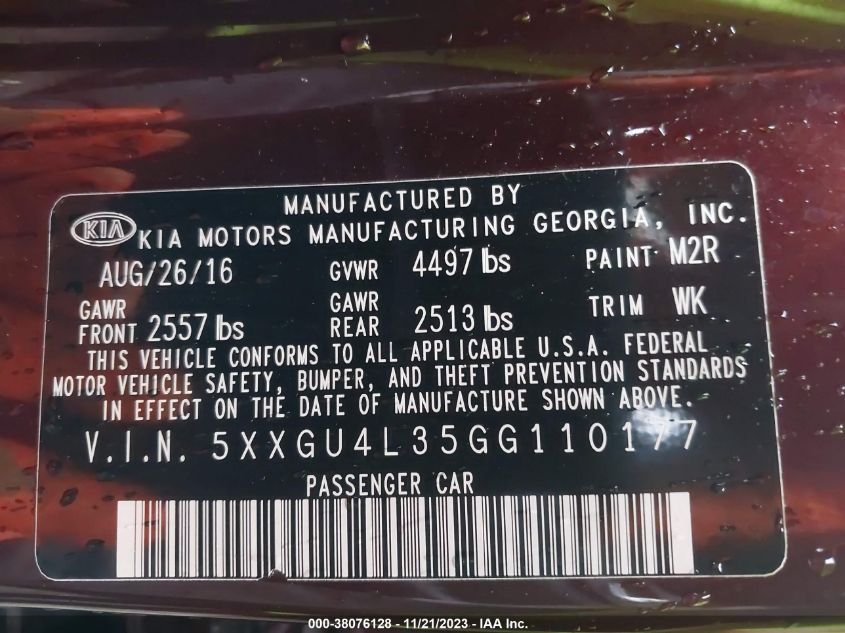 MANUFACTURED BY
KIA KIA MOTORS MANUFACTURING GEORGIA, INC.
AUG/26/16 GVWR 4497 lbs PAINT M2R
GAWR FRONT 2557 lbs GAWR REAR 2513 lbs TRIM WK
THIS VEHICLE CONFORMS TO ALL APPLICABLE U.S.A. FEDERAL
MOTOR VEHICLE SAFETY, BUMPER, AND THEFT PREVENTION STANDARDS
IN EFFECT ON THE DATE OF MANUFACTURE SHOWN ABOVE.
V.I.N. 5XXGU4L35GG110177
PASSENGER CAR
000-38076128 - 11/21/2023 - IAA Inc.